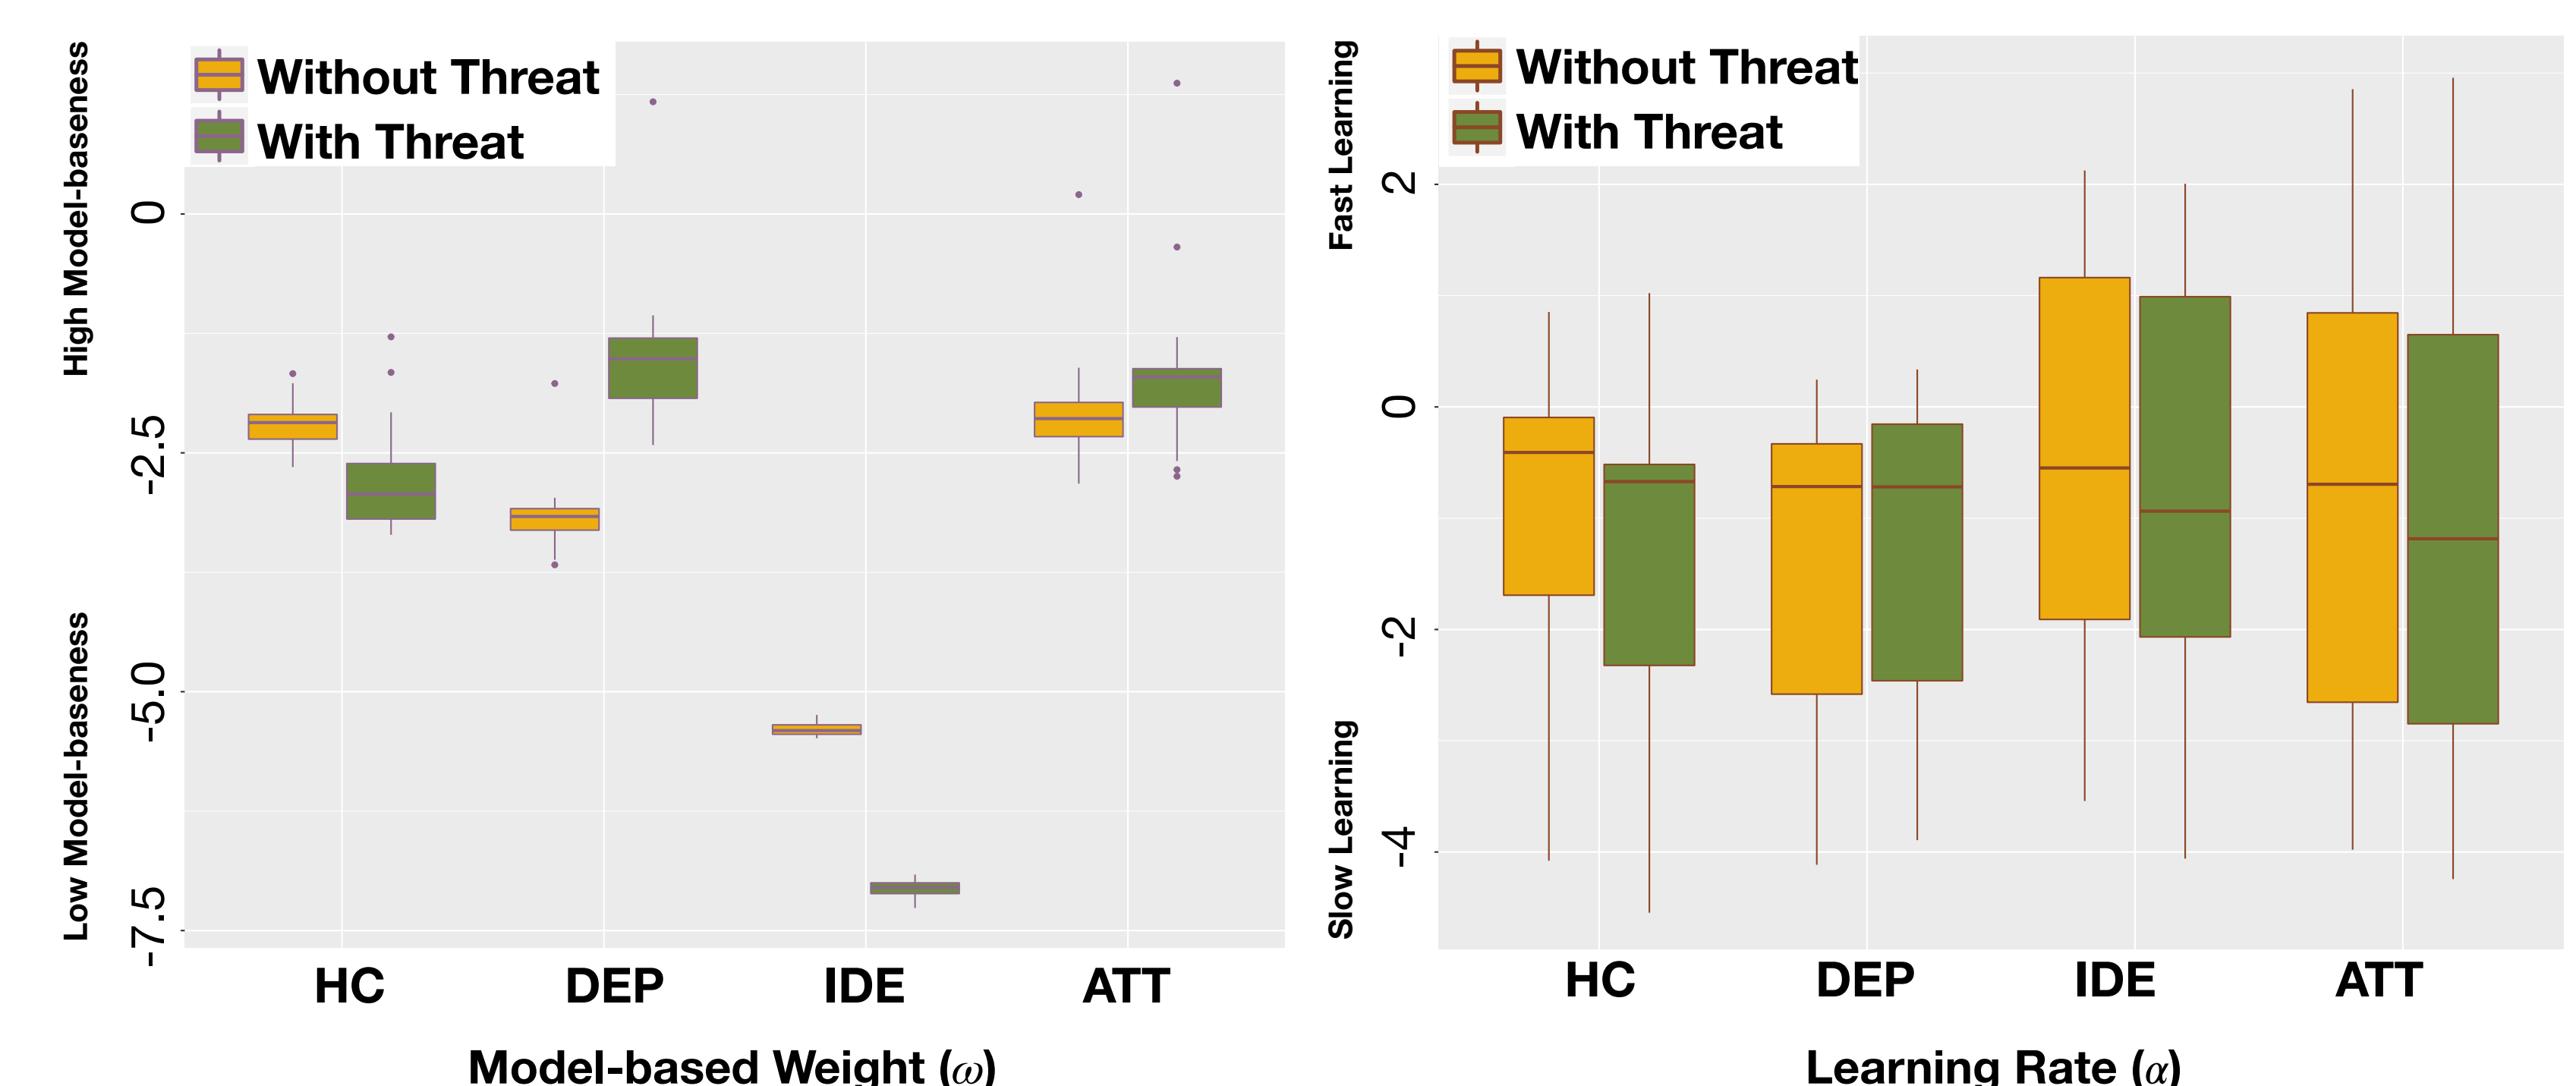 High Model-baseness
Low Model-baseness
Without Threat
With Threat
0
-2.5
-5.0
-7.5
HC DEP IDE ATT
Model-based Weight (ω)
Fast Learning
Slow Learning
Without Threat
With Threat
2
0
-2
-4
HC DEP IDE ATT
Learning Rate (α)